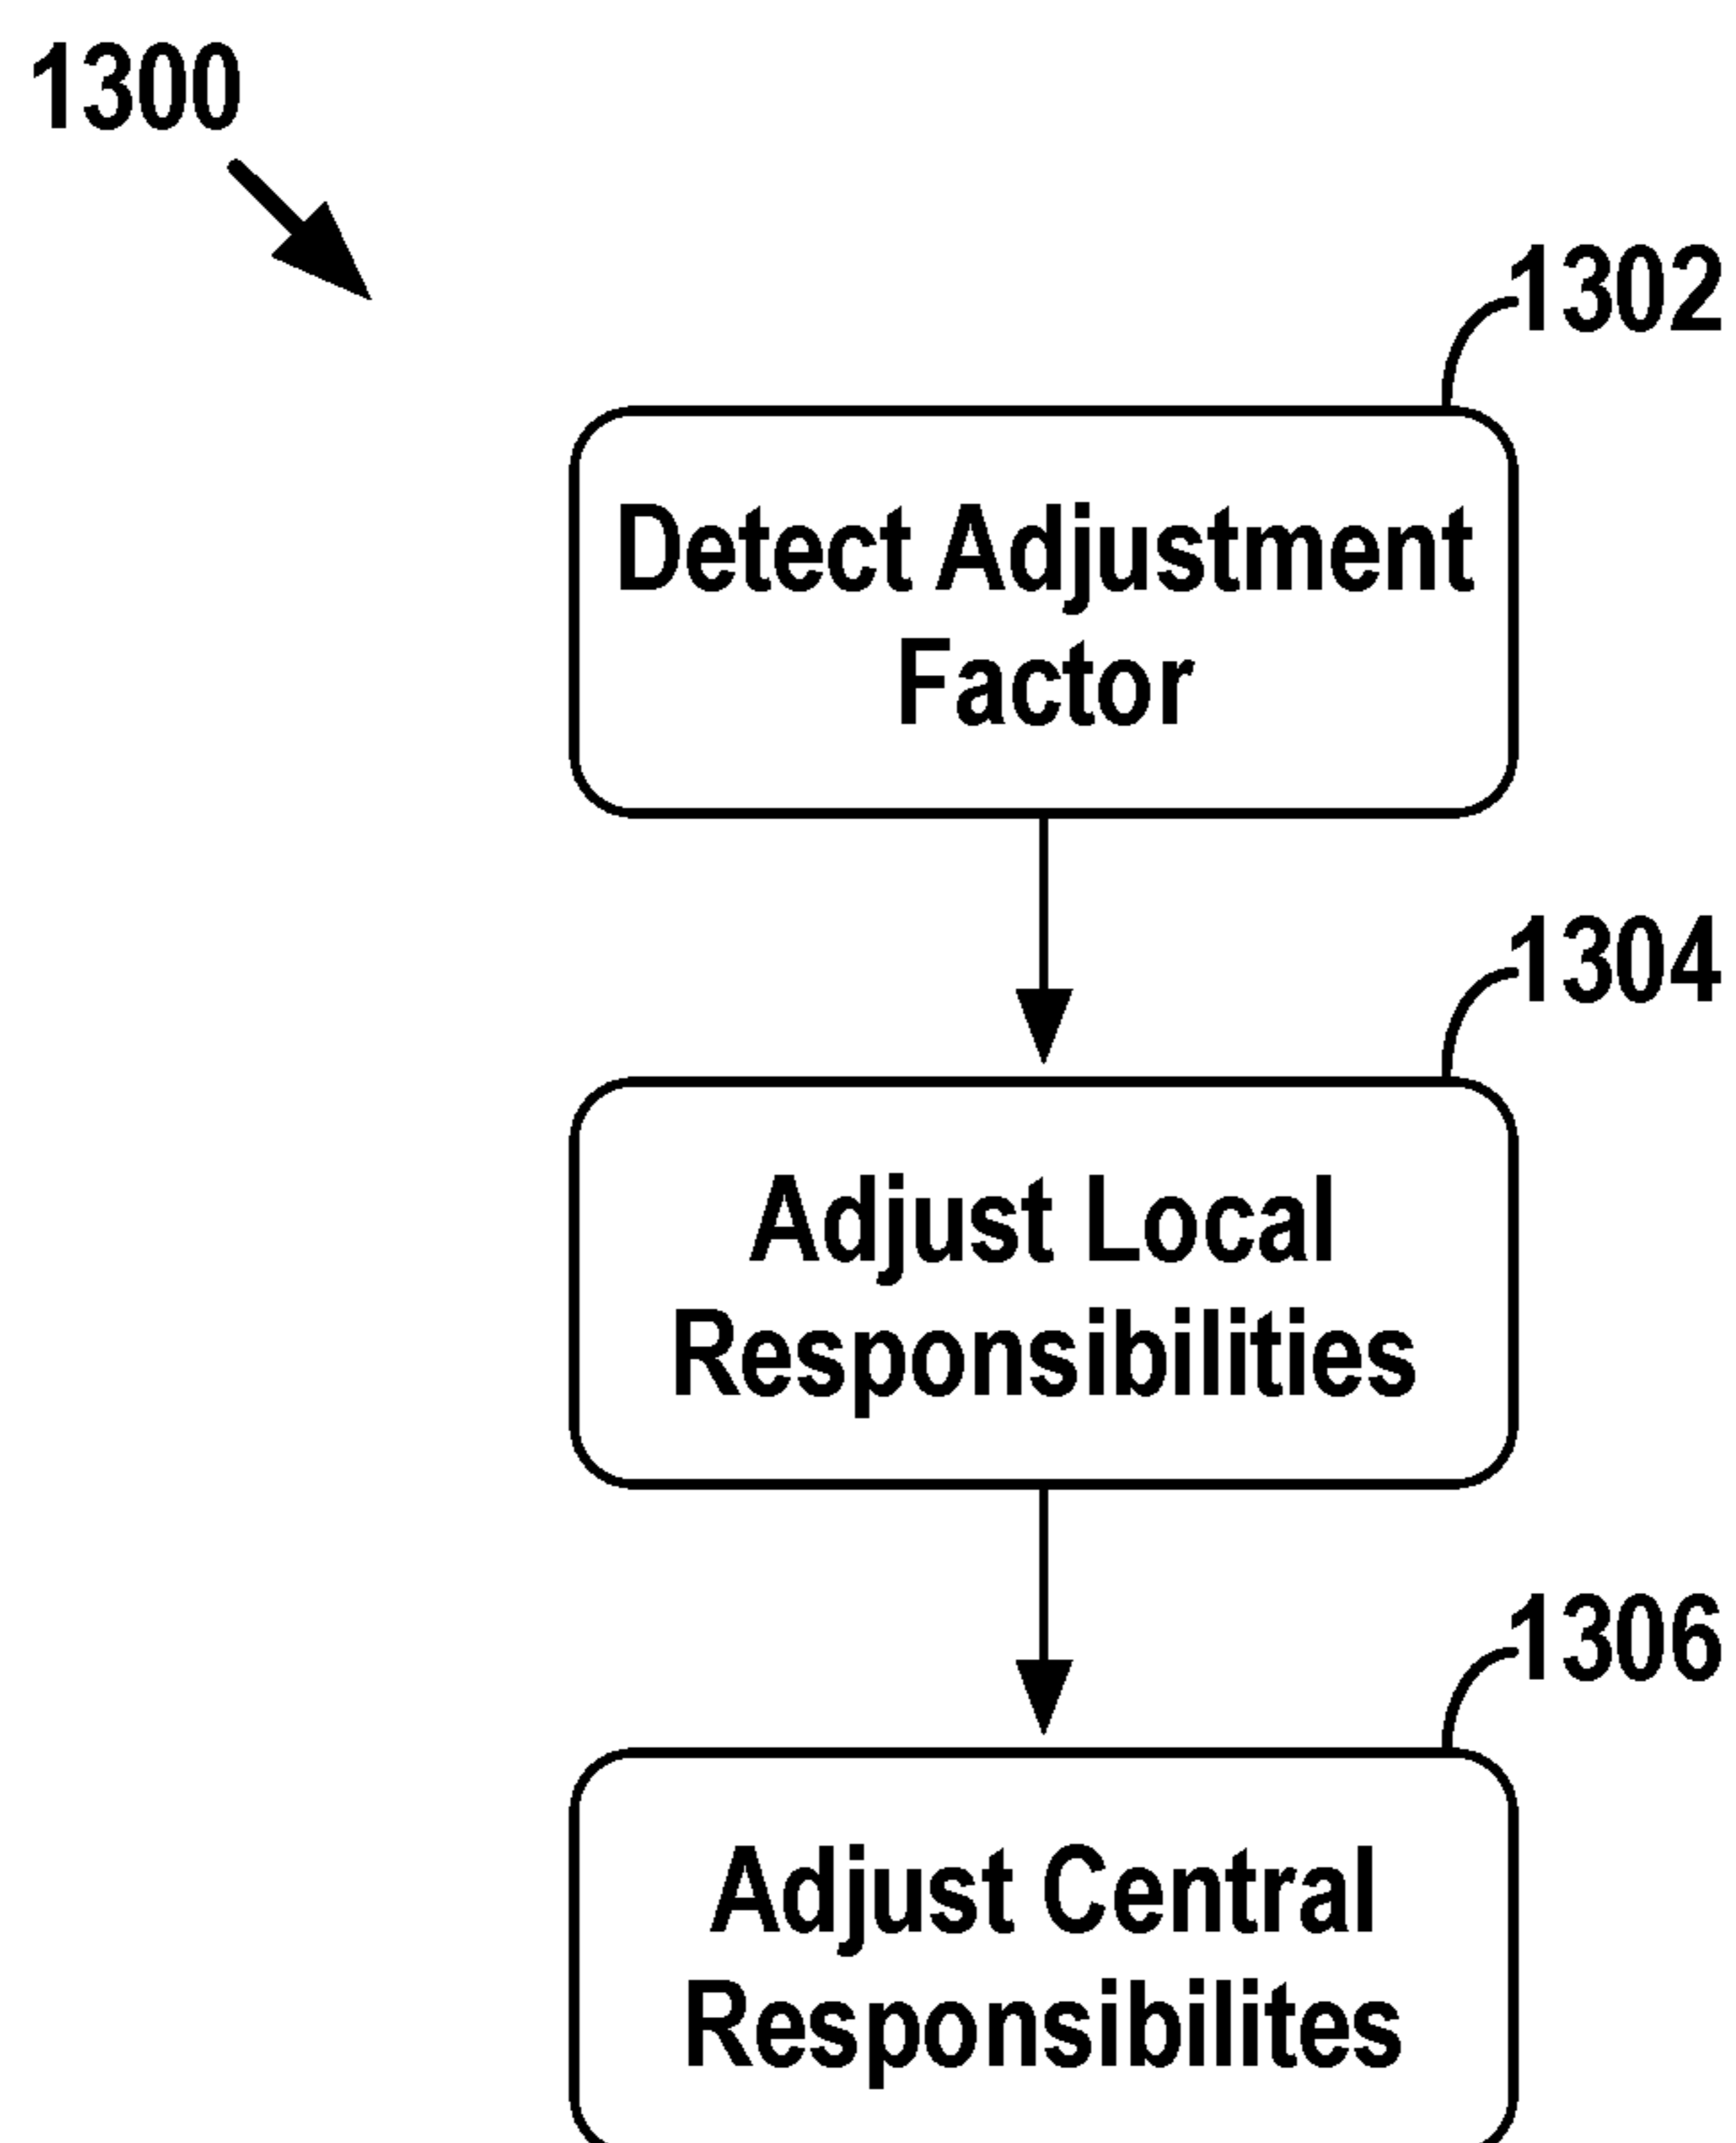 1300
1302
Detect Adjustment
Factor
1304
Adjust Local
Responsibilities
1306
Adjust Central
Responsibilites